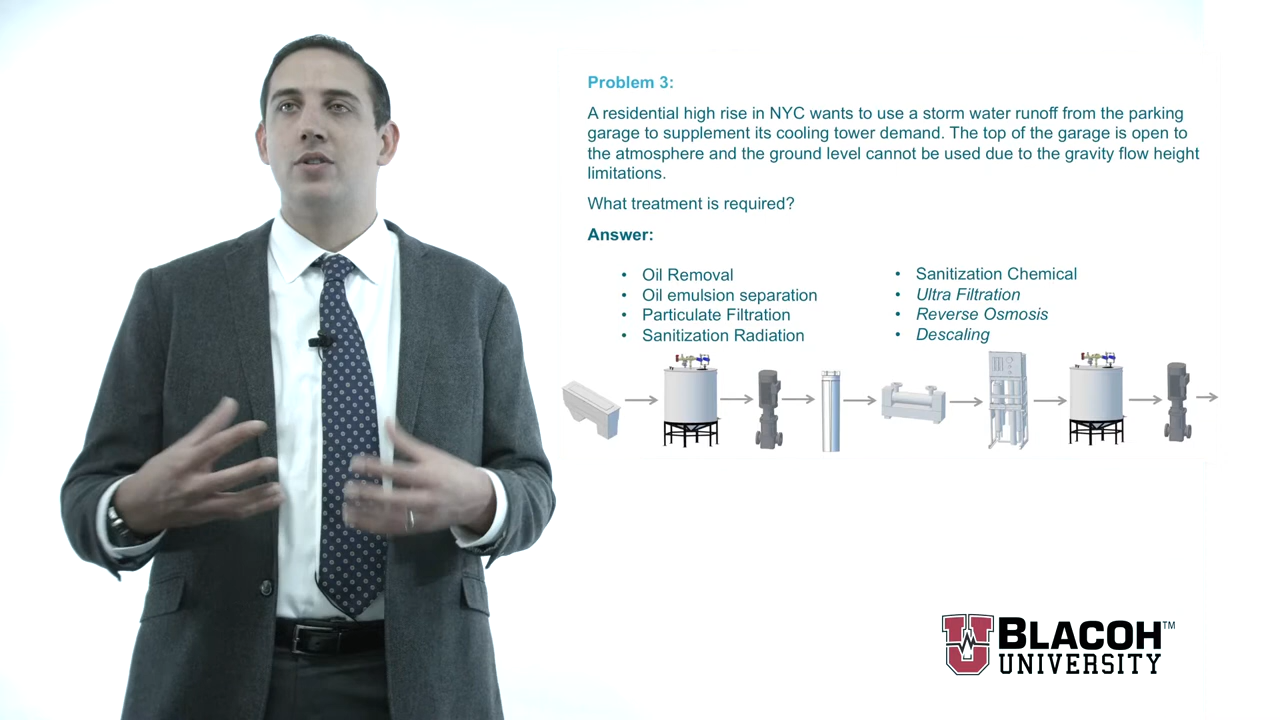 Problem 3:
A residential high rise in NYC wants to use a storm water runoff from the parking
garage to supplement its cooling tower demand. The top of the garage is open to
the atmosphere and the ground level cannot be used due to the gravity flow height
limitations.
What treatment is required?
Answer:
• Oil Removal
• Oil emulsion separation
• Particulate Filtration
• Sanitization Radiation
• Sanitization Chemical
• Ultra Filtration
• Reverse Osmosis
• Descaling
U BLACOH™
UNIVERSITY